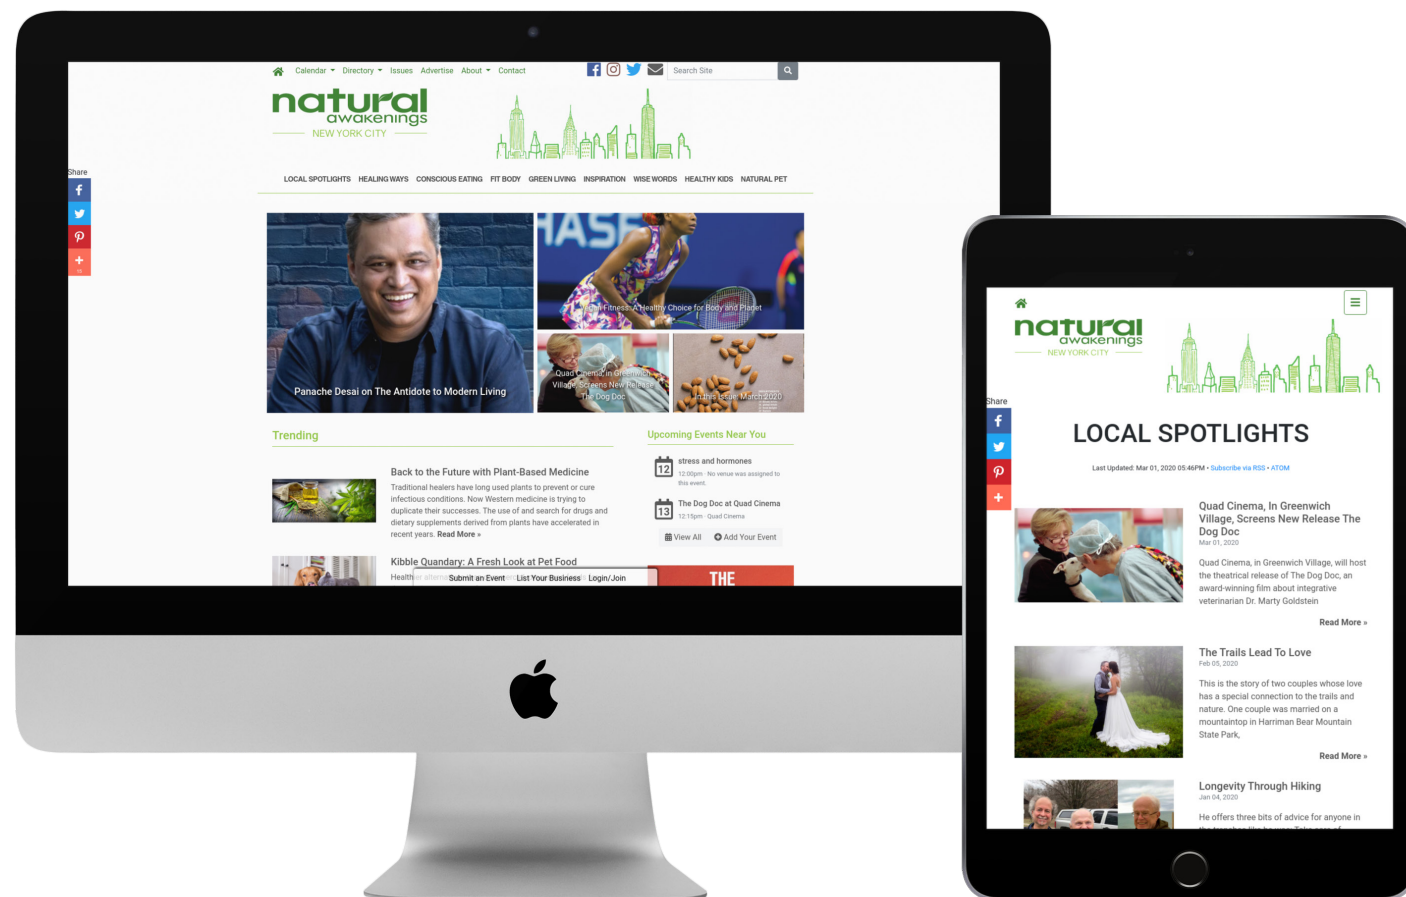 Calendar Directory Issues Advertise About Contact
Search Site
natural
awakenings
NEW YORK CITY
Share
10
LOCAL SPOTLIGHTS HEALING WAYS CONSCIOUS EATING FIT BODY GREEN LIVING INSPIRATION WISE WORDS HEALTHY KIDS NATURAL PET
HASE
Fitness: A Healthy Choice for Body and Planet
Panache Desai on The Antidote to Modern Living
Quad Cinema, in Greenwich
Village, Screens New Release
The Dog Doc
In this Issue: March 2020
Trending
Back to the Future with Plant-Based Medicine
Traditional healers have long used plants to prevent or cure
infectious conditions. Now Western medicine is trying to
duplicate their successes. The use of and search for drugs and
dietary supplements derived from plants have accelerated in
recent years. Read More »
Kibble Quandary: A Fresh Look at Pet Food
Submit an Event List Your Business Login/Join
Upcoming Events Near You
12
stress and hormones
12:00pm · No venue was assigned to
this event.
13
The Dog Doc at Quad Cinema
12:15pm · Quad Cinema
View All Add Your Event
THE
natural
awakenings
NEW YORK CITY
Share
LOCAL SPOTLIGHTS
Last Updated: Mar 01, 2020 05:46PM • Subscribe via RSS • ATOM
Quad Cinema, In Greenwich
Village, Screens New Release The
Dog Doc
Mar 01, 2020
Quad Cinema, in Greenwich Village, will host
the theatrical release of The Dog Doc, an
award-winning film about integrative
veterinarian Dr. Marty Goldstein
Read More »
The Trails Lead To Love
Feb 05, 2020
This is the story of two couples whose love
has a special connection to the trails and
nature. One couple was married on a
mountaintop in Harriman Bear Mountain
State Park,
Read More »
Longevity Through Hiking
Jan 04, 2020
He offers three bits of advice for anyone in